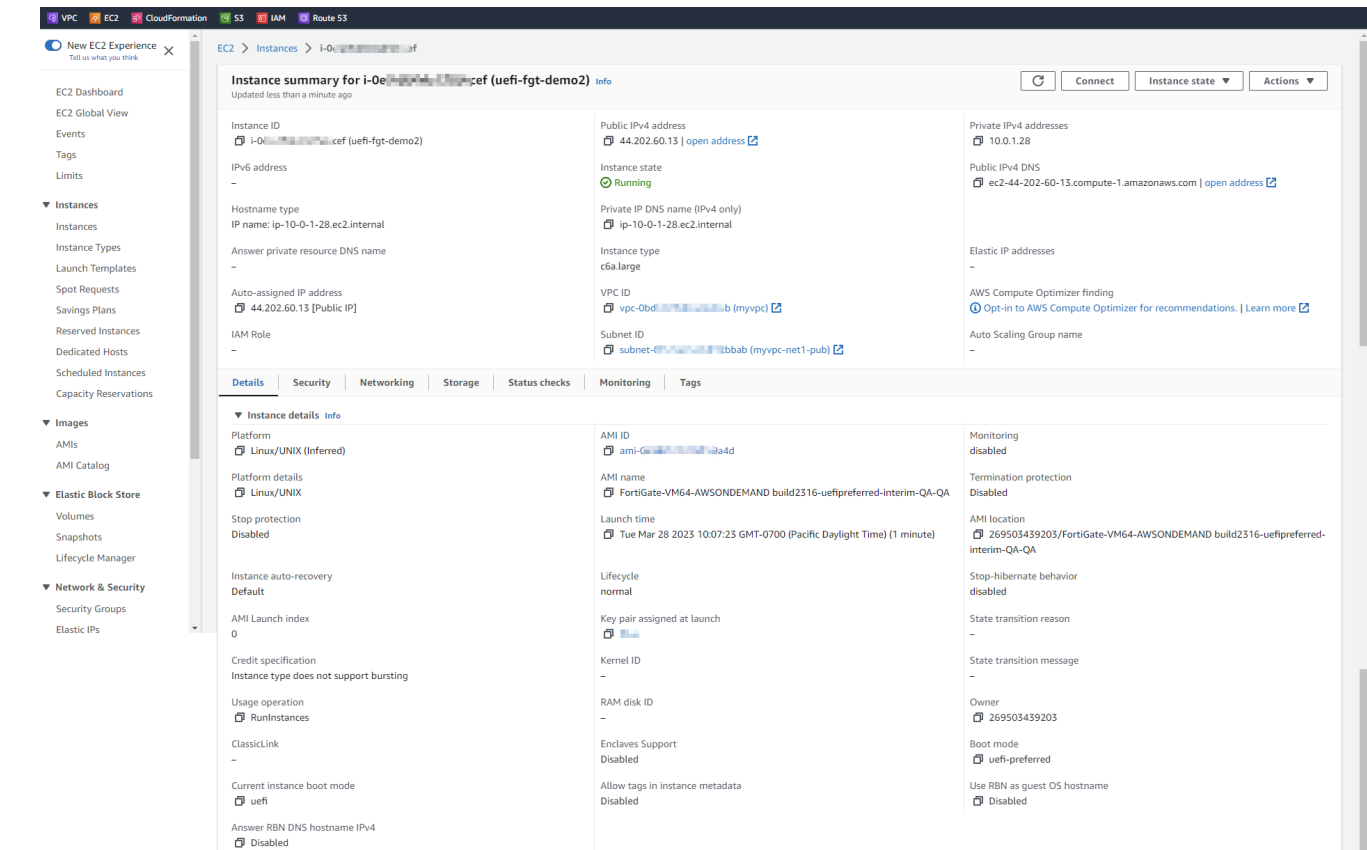 VPC EC2 CloudFormation S3 IAM Route 53
New EC2 Experience
Tell us what you think
EC2 Dashboard
EC2 Global View
Events
Tags
Limits
Instances
Instances
Instance Types
Launch Templates
Spot Requests
Savings Plans
Reserved Instances
Dedicated Hosts
Scheduled Instances
Capacity Reservations
Images
AMIs
AMI Catalog
Elastic Block Store
Volumes
Snapshots
Lifecycle Manager
Network & Security
Security Groups
Elastic IPs
EC2 > Instances >
Instance summary for (uefi-fgt-demo2) Info
Updated less than a minute ago
Connect Instance state Actions
Instance ID
(uefi-fgt-demo2)
Public IPv4 address
44.202.60.13 | open address
Private IPv4 addresses
10.0.1.28
IPv6 address
–
Instance state
Running
Public IPv4 DNS
ec2-44-202-60-13.compute-1.amazonaws.com | open address
Hostname type
IP name: ip-10-0-1-28.ec2.internal
Private IP DNS name (IPv4 only)
ip-10-0-1-28.ec2.internal
Answer private resource DNS name
–
Instance type
c6a.large
Elastic IP addresses
–
Auto-assigned IP address
44.202.60.13 [Public IP]
VPC ID
(myvpc)
AWS Compute Optimizer finding
Opt-in to AWS Compute Optimizer for recommendations. | Learn more
IAM Role
–
Subnet ID
(myvpc-net1-pub)
Auto Scaling Group name
–
Details Security Networking Storage Status checks Monitoring Tags
Instance details Info
Platform
Linux/UNIX (Inferred)
AMI ID
Monitoring
disabled
Platform details
Linux/UNIX
AMI name
FortiGate-VM64-AWSONDEMAND build2316-uefipreferred-interim-QA-QA
Termination protection
Disabled
Stop protection
Disabled
Launch time
Tue Mar 28 2023 10:07:23 GMT-0700 (Pacific Daylight Time) (1 minute)
AMI location
269503439203/FortiGate-VM64-AWSONDEMAND build2316-uefipreferred-
interim-QA-QA
Instance auto-recovery
Default
Lifecycle
normal
Stop-hibernate behavior
disabled
AMI Launch index
0
Key pair assigned at launch
State transition reason
–
Credit specification
Instance type does not support bursting
Kernel ID
–
State transition message
–
Usage operation
RunInstances
RAM disk ID
–
Owner
269503439203
ClassicLink
–
Enclaves Support
Disabled
Boot mode
uefi-preferred
Current instance boot mode
uefi
Allow tags in instance metadata
Disabled
Use RBN as guest OS hostname
Disabled
Answer RBN DNS hostname IPv4
Disabled